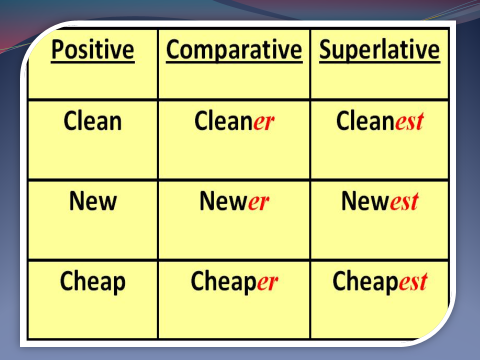 Positive Comparative Superlative
Clean Cleaner Cleanest
New Newer Newest
Cheap Cheaper Cheapest